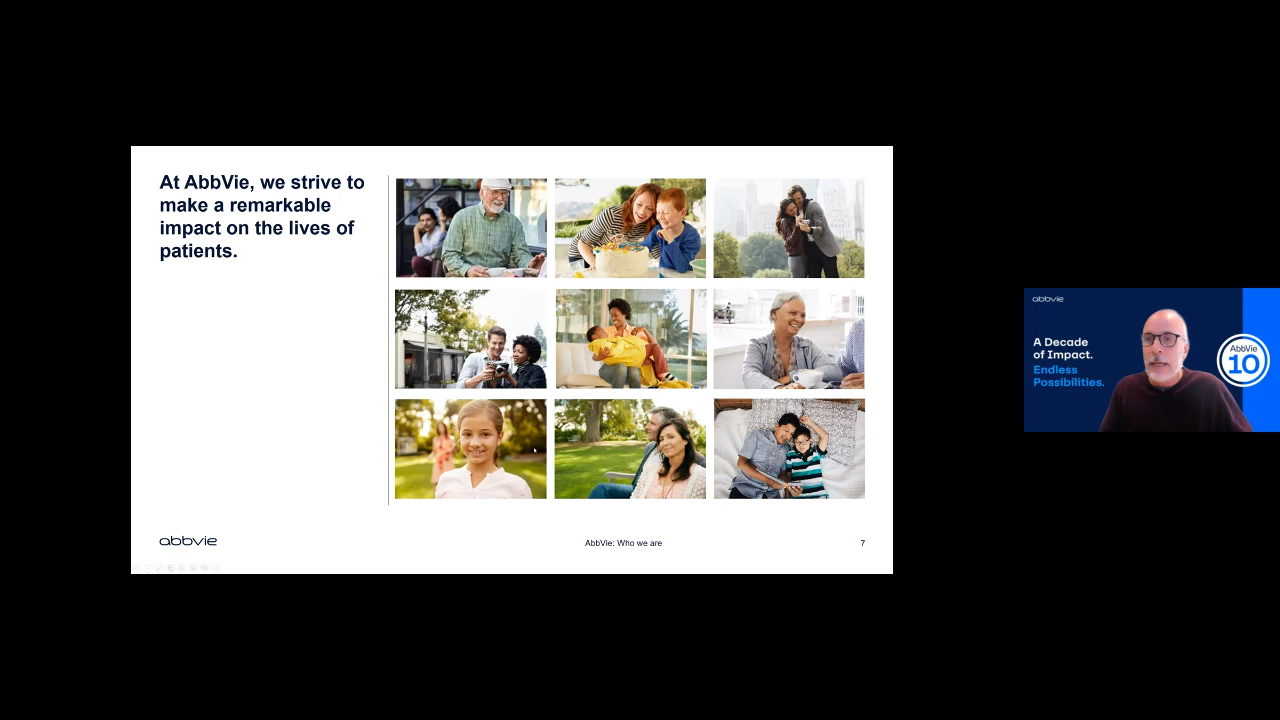 At AbbVie, we strive to
make a remarkable
impact on the lives of
patients.
abbvie
AbbVie: Who we are
7
abbvie
A Decade
of Impact.
Endless
Possibilities.
AbbVie
10